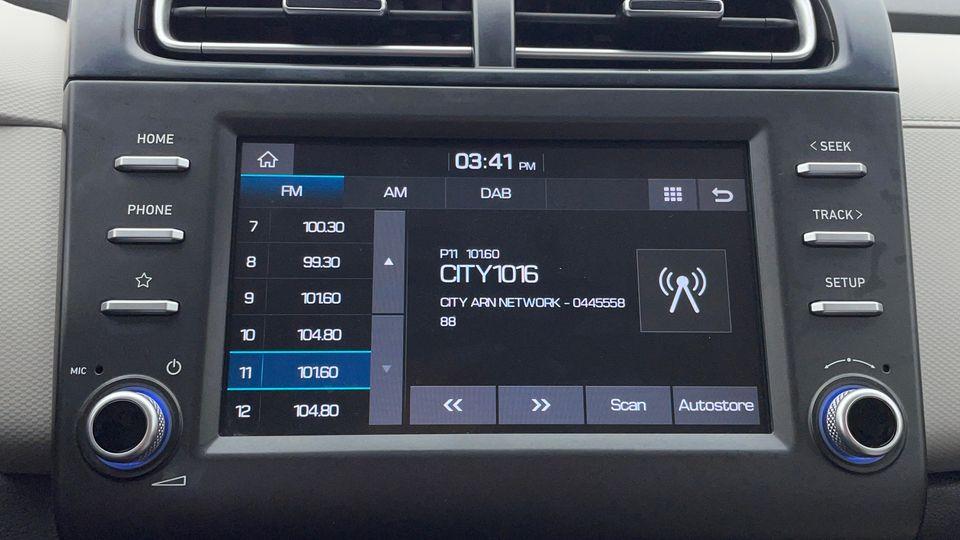 HOME
PHONE
MIC
03:41 PM
FM AM DAB
7 100.30
8 99.30
9 101.60
10 104.80
11 101.60
12 104.80
P11 101.60
CITY1016
CITY ARN NETWORK - 0445558
88
<< >> Scan Autostore
< SEEK
TRACK >
SETUP